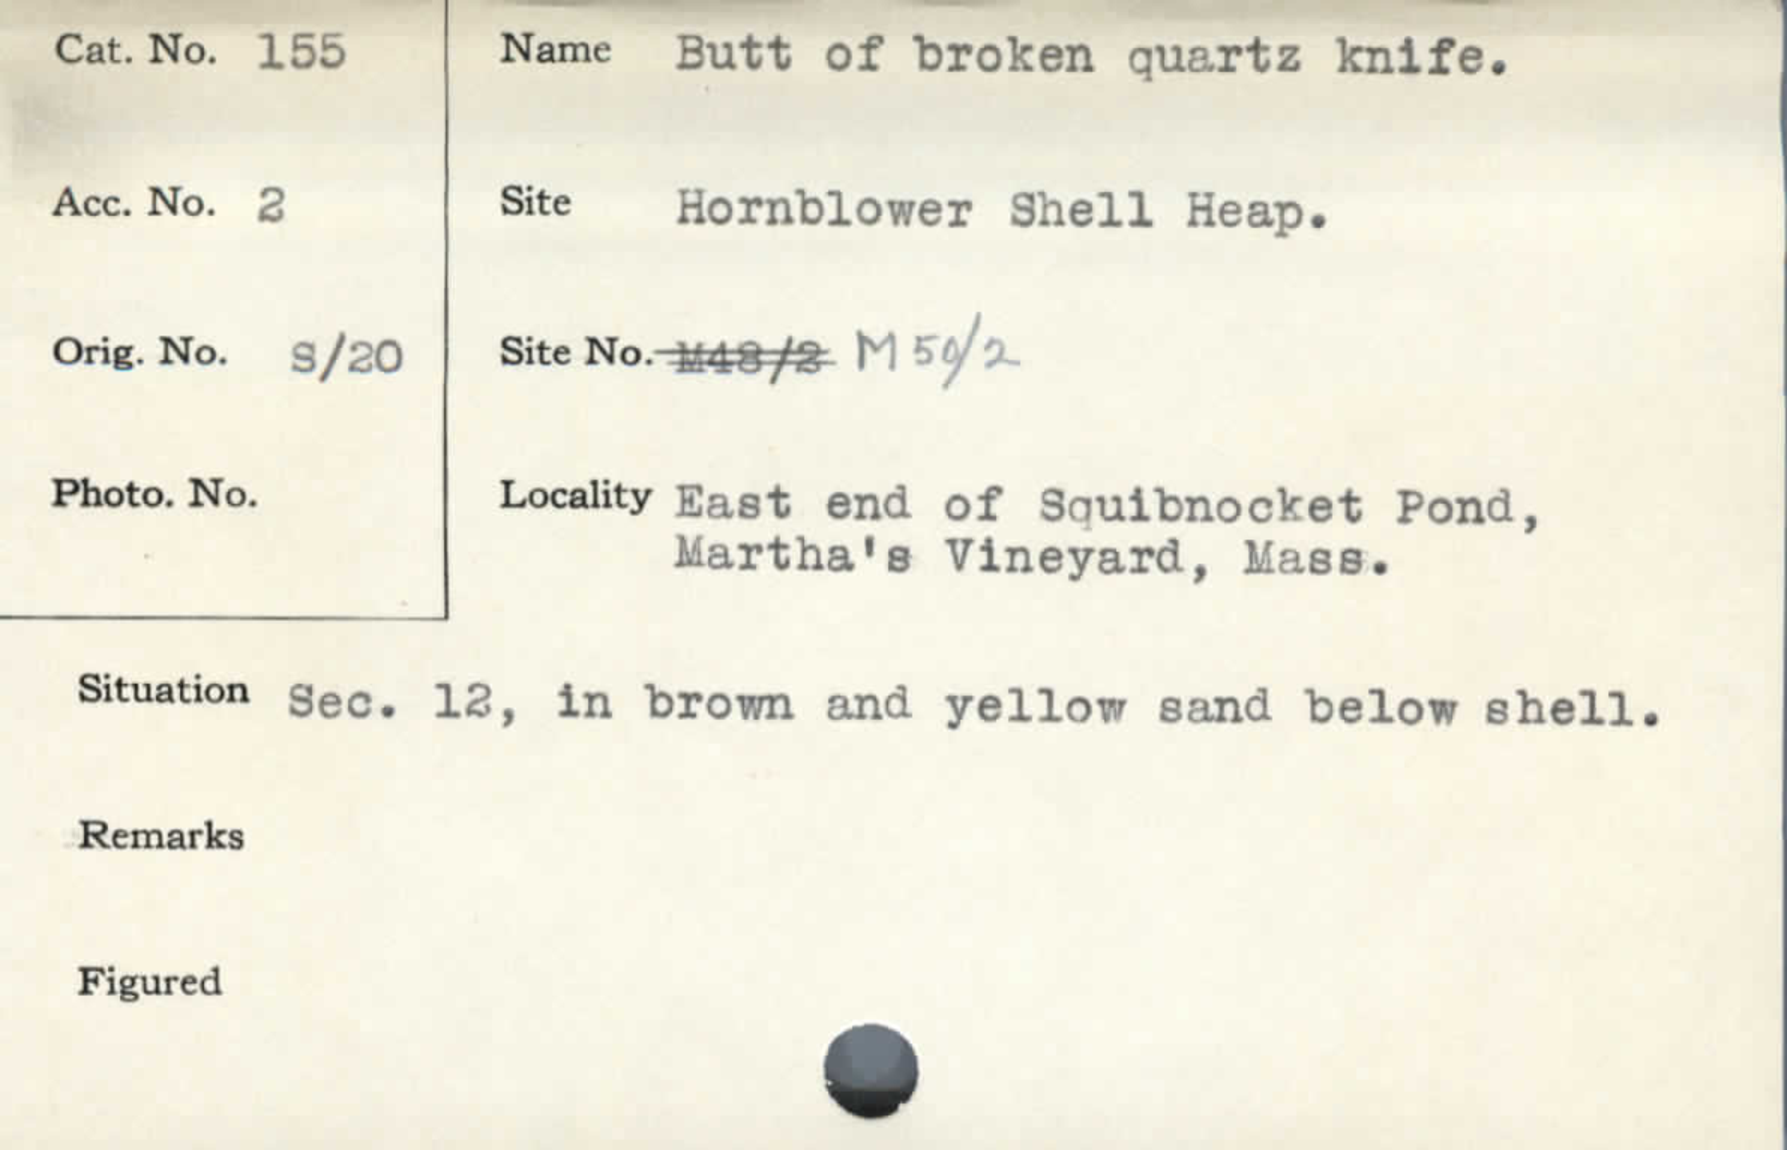 Cat. No. 155
Name Butt of broken quartz knife.
Acc. No. 2
Site Hornblower Shell Heap.
Orig. No. S/20
Site No. M48/2 M 50/2
Photo. No.
Locality East end of Squibnocket Pond,
Martha's Vineyard, Mass.
Situation Sec. 12, in brown and yellow sand below shell.
Remarks
Figured